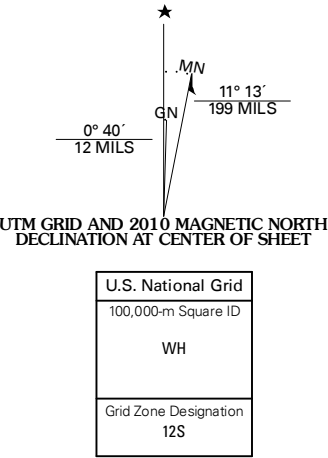 MN
GN
11° 13´
199 MILS
0° 40´
12 MILS
UTM GRID AND 2010 MAGNETIC NORTH
DECLINATION AT CENTER OF SHEET
U.S. National Grid
100,000-m Square ID
WH
Grid Zone Designation
12S